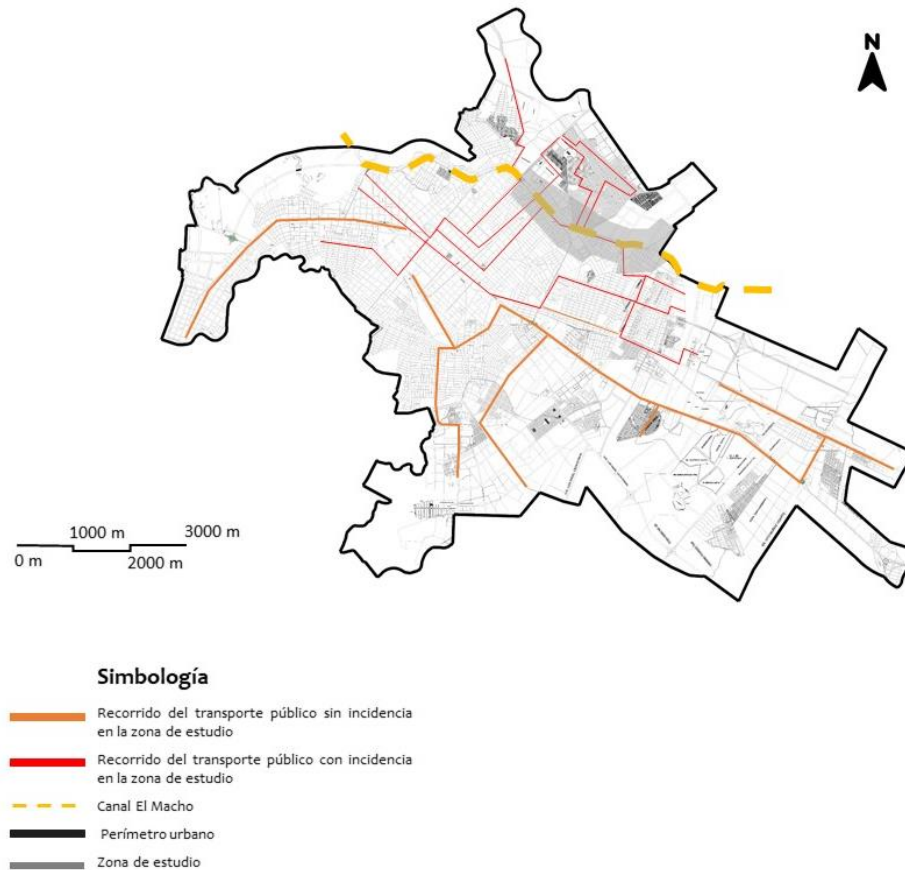 N
1000 m 3000 m
0 m 2000 m
Simbología
Recorrido del transporte público sin incidencia
en la zona de estudio
Recorrido del transporte público con incidencia
en la zona de estudio
Canal El Macho
Perímetro urbano
Zona de estudio